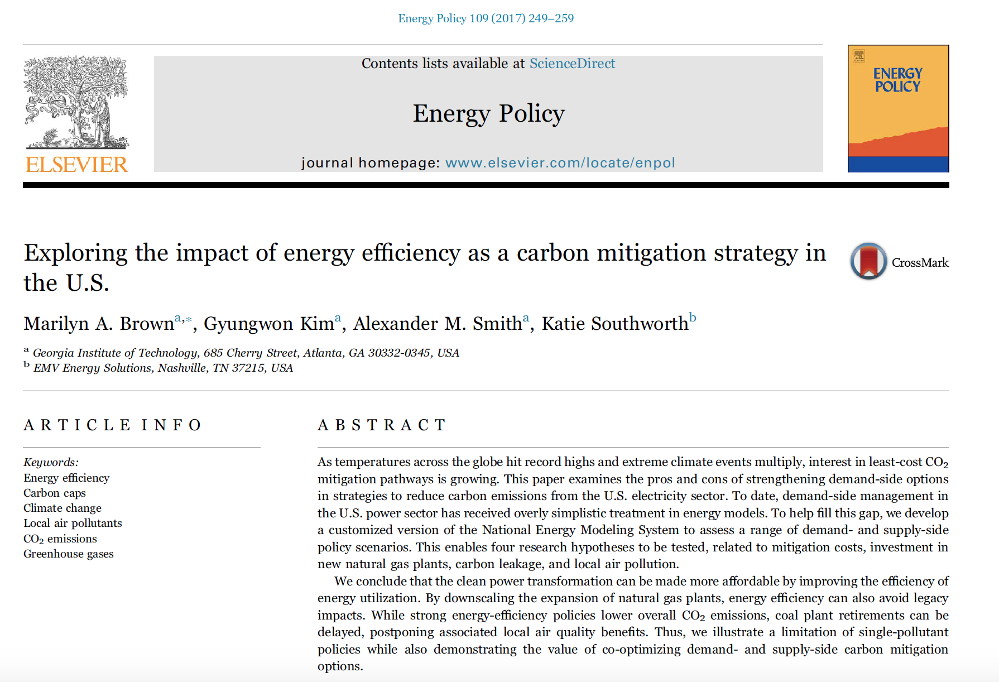 Energy Policy 109 (2017) 249–259
Contents lists available at ScienceDirect
Energy Policy
journal homepage: www.elsevier.com/locate/enpol
NON SOLUS
ELSEVIER
ENERGY
POLICY
Exploring the impact of energy efficiency as a carbon mitigation strategy in
the U.S.
CrossMark
Marilyn A. Brownᵃ,*, Gyungwon Kimᵃ, Alexander M. Smithᵃ, Katie Southworthᵇ
ᵃ Georgia Institute of Technology, 685 Cherry Street, Atlanta, GA 30332-0345, USA
ᵇ EMV Energy Solutions, Nashville, TN 37215, USA
ARTICLE INFO
Keywords:
Energy efficiency
Carbon caps
Climate change
Local air pollutants
CO₂ emissions
Greenhouse gases
ABSTRACT
As temperatures across the globe hit record highs and extreme climate events multiply, interest in least-cost CO₂
mitigation pathways is growing. This paper examines the pros and cons of strengthening demand-side options
in strategies to reduce carbon emissions from the U.S. electricity sector. To date, demand-side management in
the U.S. power sector has received overly simplistic treatment in energy models. To help fill this gap, we develop
a customized version of the National Energy Modeling System to assess a range of demand- and supply-side
policy scenarios. This enables four research hypotheses to be tested, related to mitigation costs, investment in
new natural gas plants, carbon leakage, and local air pollution.
We conclude that the clean power transformation can be made more affordable by improving the efficiency of
energy utilization. By downscaling the expansion of natural gas plants, energy efficiency can also avoid legacy
impacts. While strong energy-efficiency policies lower overall CO₂ emissions, coal plant retirements can be
delayed, postponing associated local air quality benefits. Thus, we illustrate a limitation of single-pollutant
policies while also demonstrating the value of co-optimizing demand- and supply-side carbon mitigation
options.